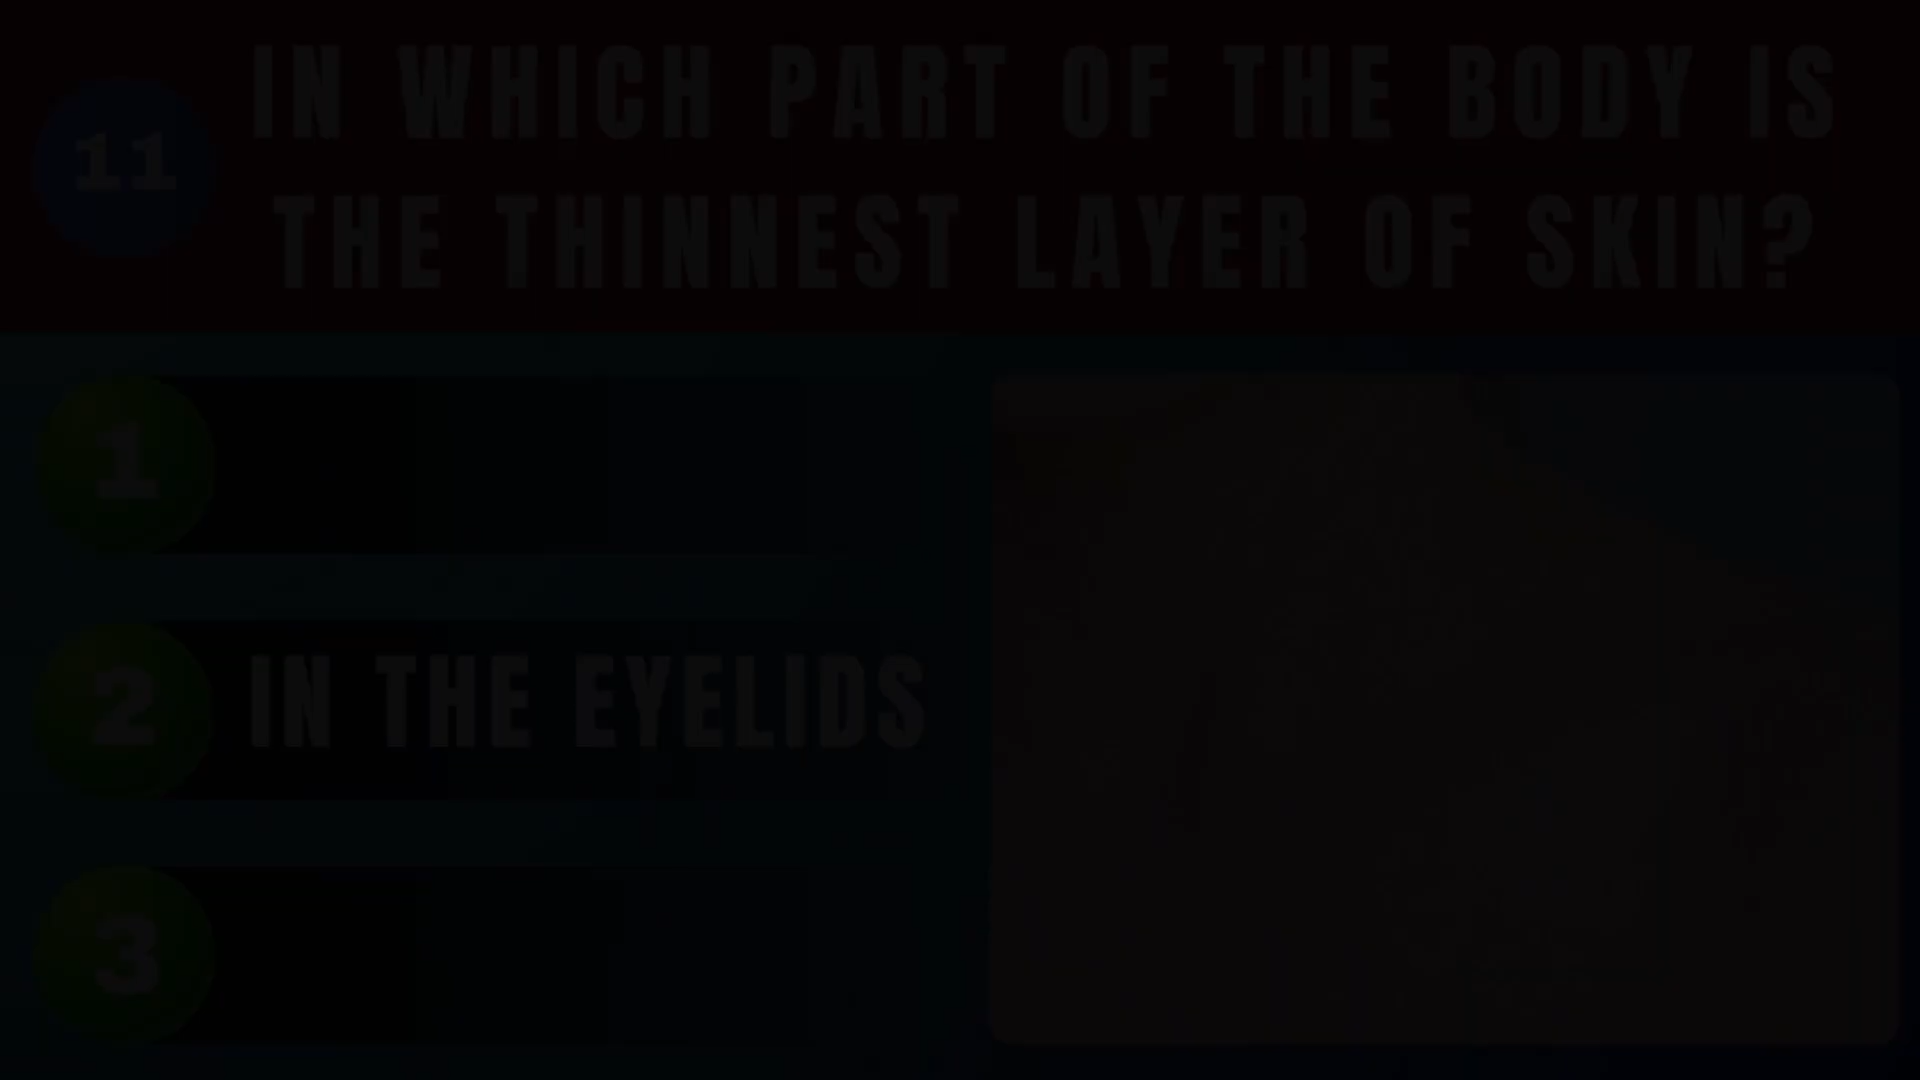 11
IN WHICH PART OF THE BODY IS
THE THINNEST LAYER OF SKIN?
1
2 IN THE EYELIDS
3